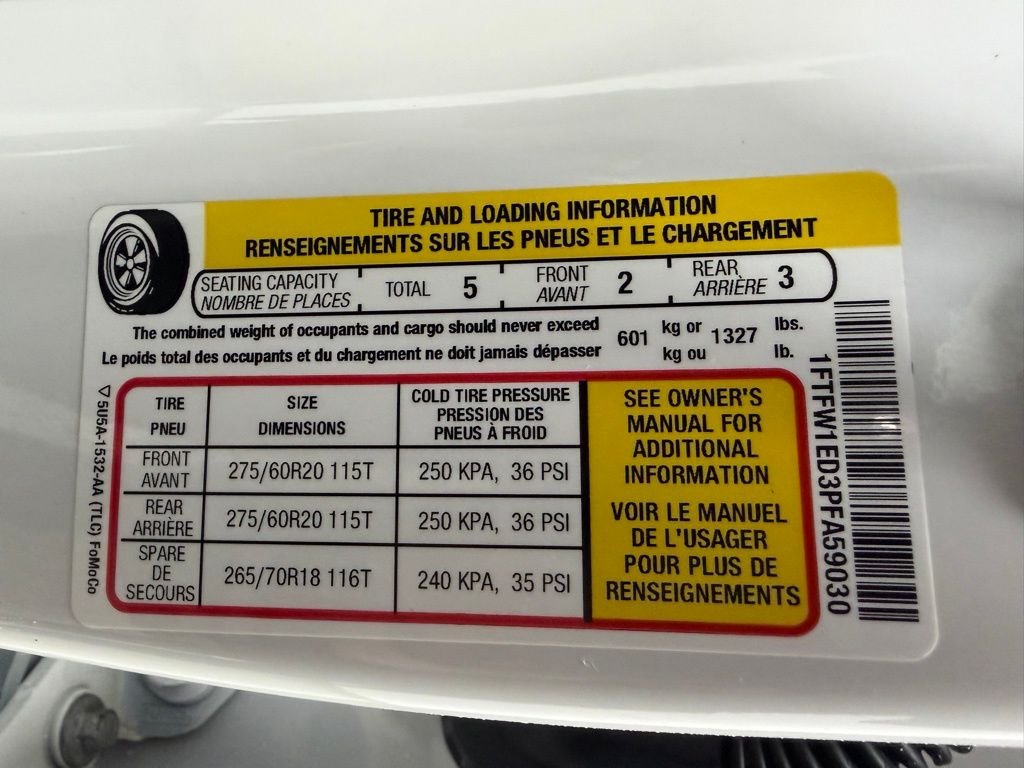 TIRE AND LOADING INFORMATION
RENSEIGNEMENTS SUR LES PNEUS ET LE CHARGEMENT
SEATING CAPACITY
NOMBRE DE PLACES
TOTAL 5
FRONT
AVANT
2
REAR
ARRIÈRE
3
The combined weight of occupants and cargo should never exceed
Le poids total des occupants et du chargement ne doit jamais dépasser
601
kg or
kg ou
1327
lbs.
lb.
TIRE
PNEU
SIZE
DIMENSIONS
COLD TIRE PRESSURE
PRESSION DES
PNEUS À FROID
FRONT
AVANT
275/60R20 115T
250 KPA, 36 PSI
REAR
ARRIÈRE
275/60R20 115T
250 KPA, 36 PSI
SPARE
DE
SECOURS
265/70R18 116T
240 KPA, 35 PSI
SEE OWNER'S
MANUAL FOR
ADDITIONAL
INFORMATION
VOIR LE MANUEL
DE L'USAGER
POUR PLUS DE
RENSEIGNEMENTS
1FTFW1ED3PFA59030
5U5A-1532-AA (TLC) FoMoCo